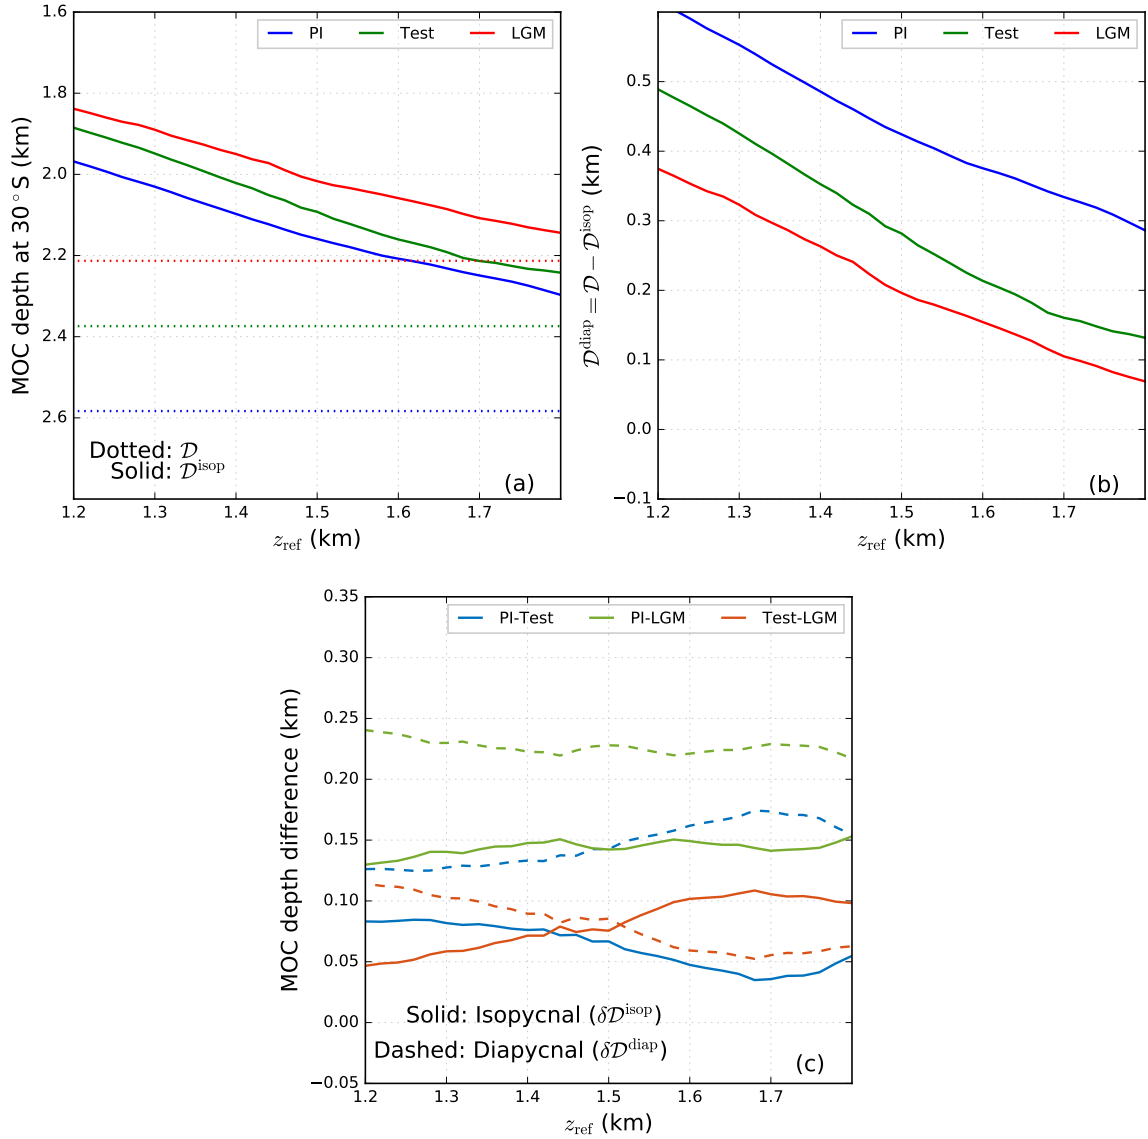 PI Test LGM
1.6
1.8
2.0
2.2
2.4
2.6
MOC depth at 30°S (km)
Dotted: 𝒟
Solid: 𝒟^isop
(a)
1.2 1.3 1.4 1.5 1.6 1.7
z_ref (km)
PI Test LGM
0.5
0.4
0.3
0.2
0.1
0.0
−0.1
𝒟^diap = 𝒟 − 𝒟^isop (km)
(b)
1.2 1.3 1.4 1.5 1.6 1.7
z_ref (km)
PI-Test PI-LGM Test-LGM
0.35
0.30
0.25
0.20
0.15
0.10
0.05
0.00
−0.05
MOC depth difference (km)
Solid: Isopycnal (δ𝒟^isop)
Dashed: Diapycnal (δ𝒟^diap)
(c)
1.2 1.3 1.4 1.5 1.6 1.7
z_ref (km)